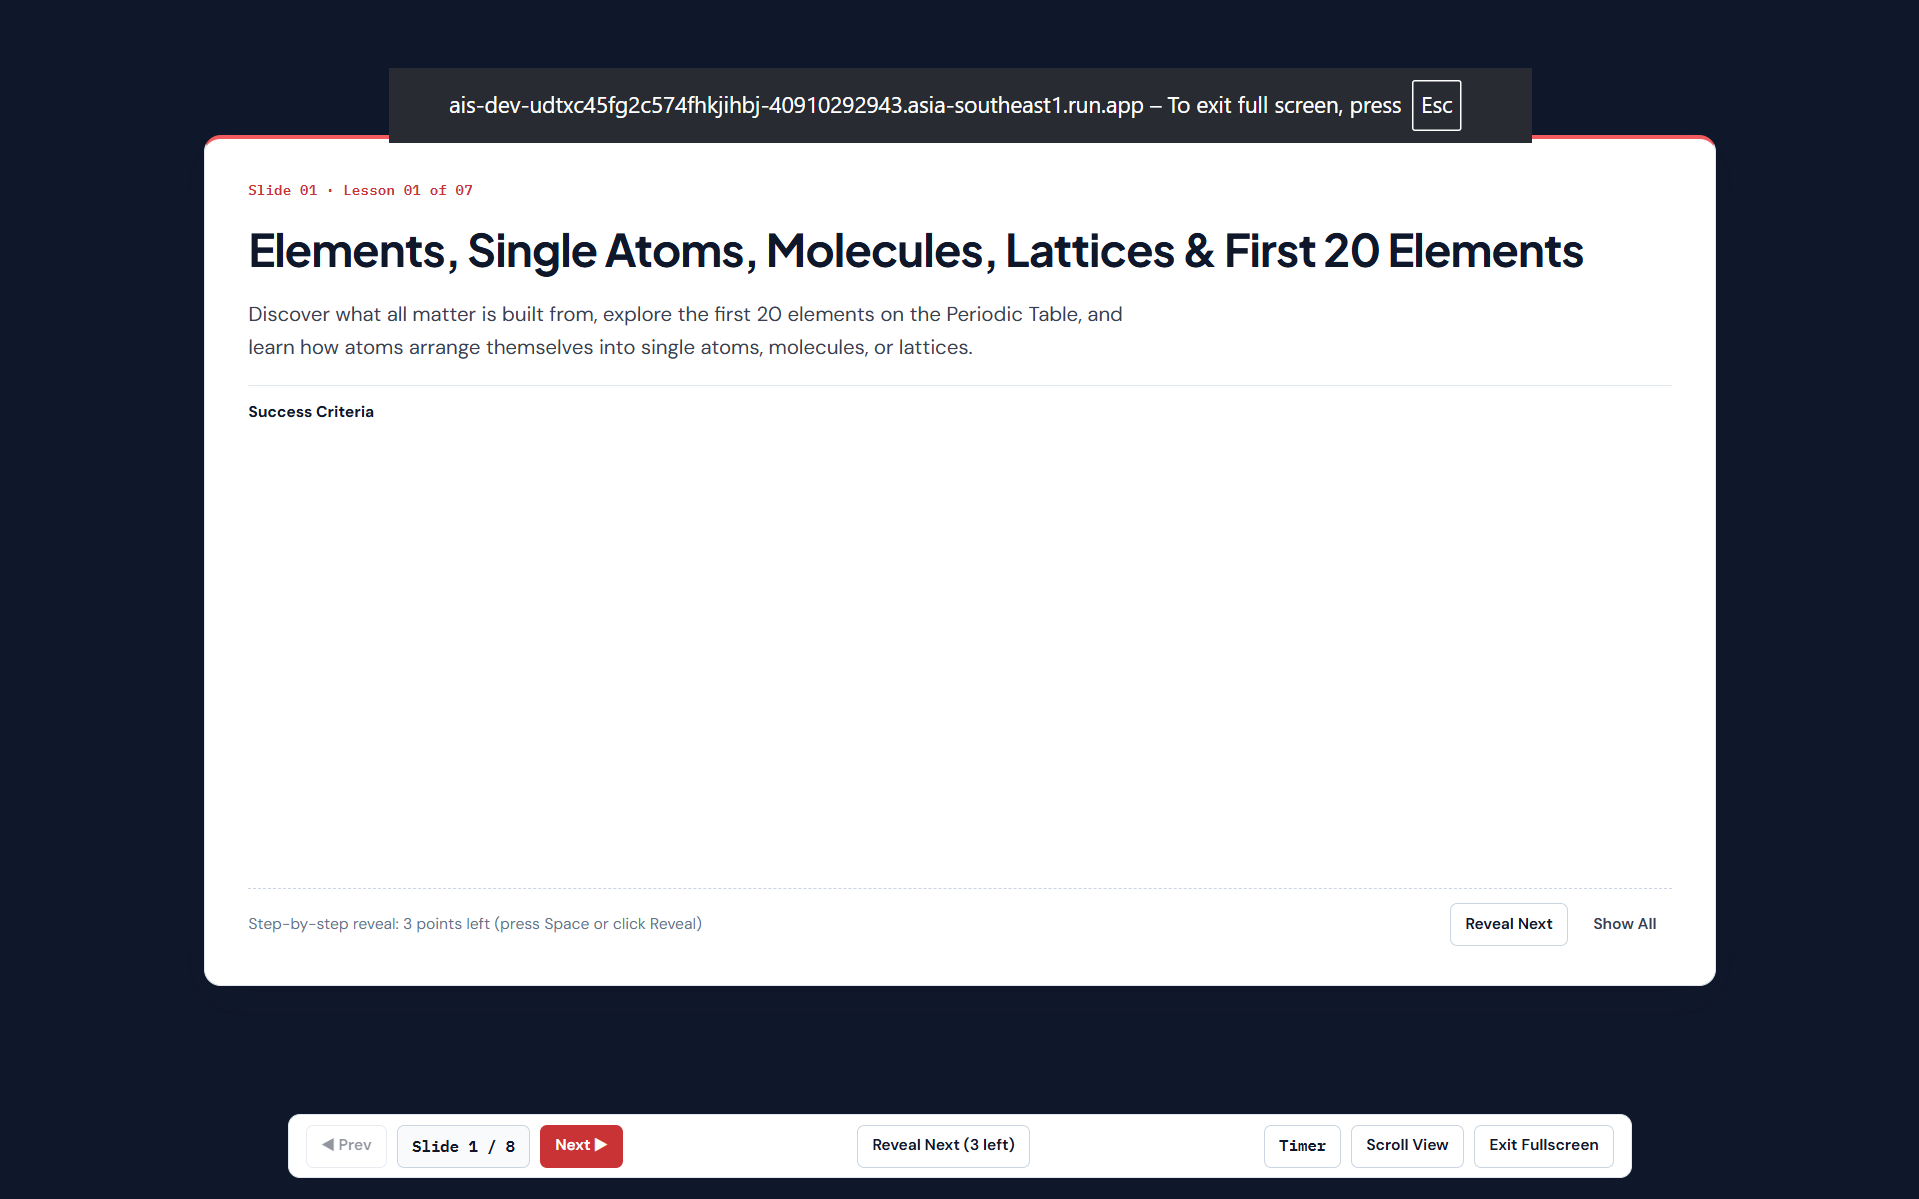 ais-dev-udtxc45fg2c574fhkjihbj-40910292943.asia-southeast1.run.app – To exit full screen, press Esc
Slide 01 · Lesson 01 of 07
Elements, Single Atoms, Molecules, Lattices & First 20 Elements
Discover what all matter is built from, explore the first 20 elements on the Periodic Table, and
learn how atoms arrange themselves into single atoms, molecules, or lattices.
Success Criteria
Step-by-step reveal: 3 points left (press Space or click Reveal)
Reveal Next
Show All
◀ Prev
Slide 1 / 8
Next ▶
Reveal Next (3 left)
Timer
Scroll View
Exit Fullscreen